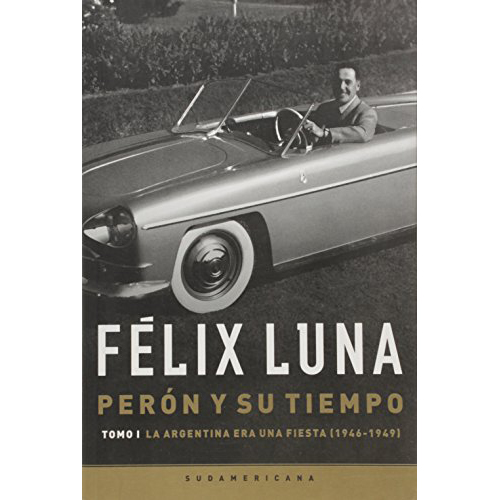 FÉLIX LUNA
PERÓN Y SU TIEMPO
TOMO I LA ARGENTINA ERA UNA FIESTA (1946-1949)
SUDAMERICANA